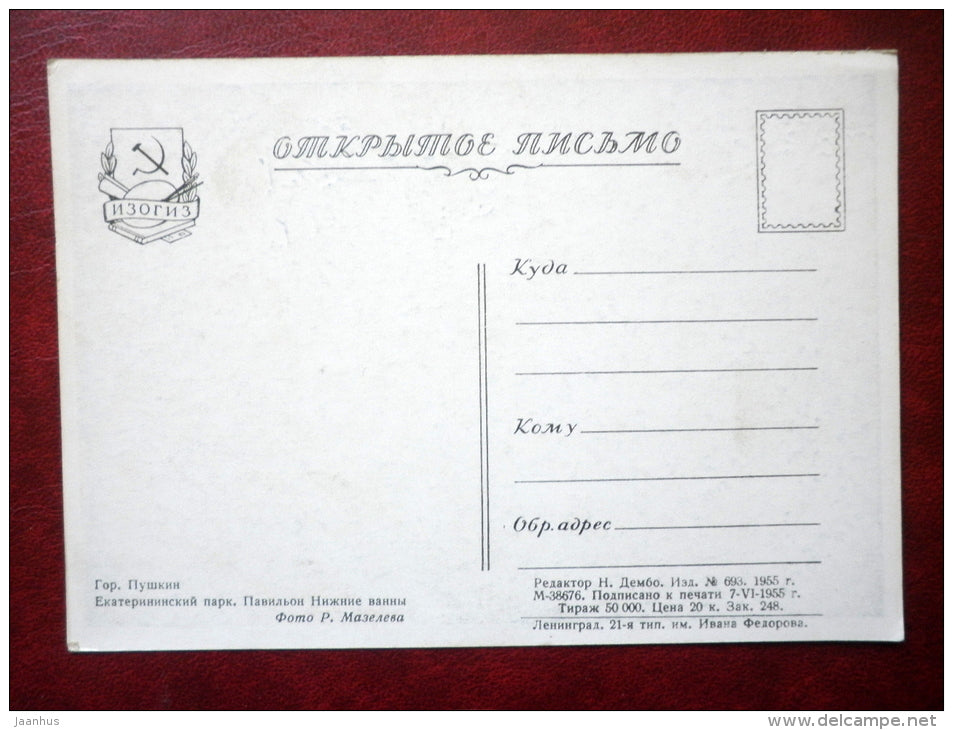 ОТКРЫТОЕ ПИСЬМО
ИЗОГИЗ
Куда
Кому
Обр. адрес
Гор. Пушкин
Екатерининский парк. Павильон Нижние ванны
Фото Р. Мазелева
Редактор Н. Дембо. Изд. № 693. 1955 г.
М-38676. Подписано к печати 7-VI-1955 г.
Тираж 50 000. Цена 20 к. Зак. 248.
Ленинград. 21-я тип. им. Ивана Федорова.
jaanhus
www.delcampe.net